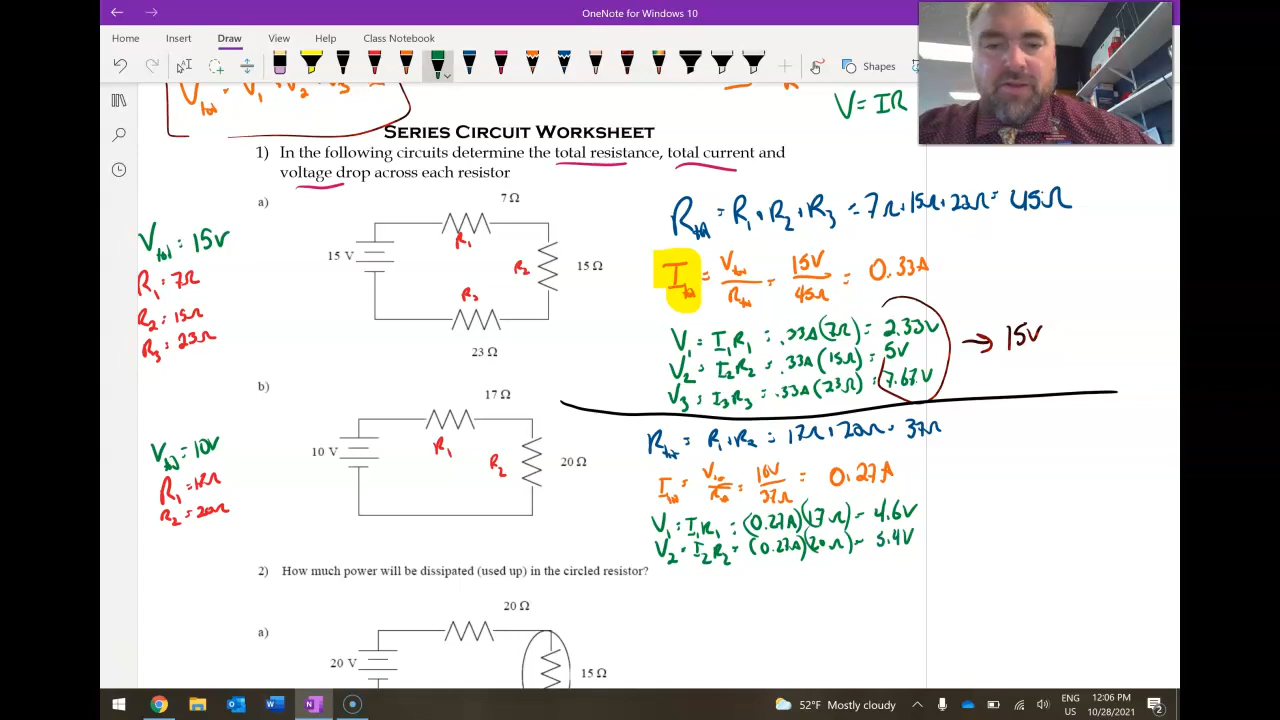 OneNote for Windows 10
Home Insert Draw View Help Class Notebook
Shapes
V = IR
SERIES CIRCUIT WORKSHEET
1) In the following circuits determine the total resistance, total current and
voltage drop across each resistor
a)
7 Ω
15 V
15 Ω
23 Ω
R1
R2
R3
Vtot = 15V
R1 = 7Ω
R2 = 15Ω
R3 = 23Ω
Rtot = R1 + R2 + R3 = 7Ω + 15Ω + 23Ω = 45Ω
Itot = Vtot / Rtot = 15V / 45Ω = 0.33A
V1 = I1R1 = .33A(7Ω) = 2.33V
V2 = I2R2 = .33A(15Ω) = 5V
V3 = I3R3 = .33A(23Ω) = 7.67V
→ 15V
b)
17 Ω
10 V
20 Ω
R1
R2
Vtot = 10V
R1 = 17Ω
R2 = 20Ω
Rtot = R1 + R2 = 17Ω + 20Ω = 37Ω
Itot = Vtot / Rtot = 10V / 37Ω = 0.27A
V1 = I1R1 = (0.27A)(17Ω) = 4.6V
V2 = I2R2 = (0.27A)(20Ω) = 5.4V
2) How much power will be dissipated (used up) in the circled resistor?
a)
20 Ω
20 V
15 Ω
52°F Mostly cloudy
ENG
US
12:06 PM
10/28/2021
2